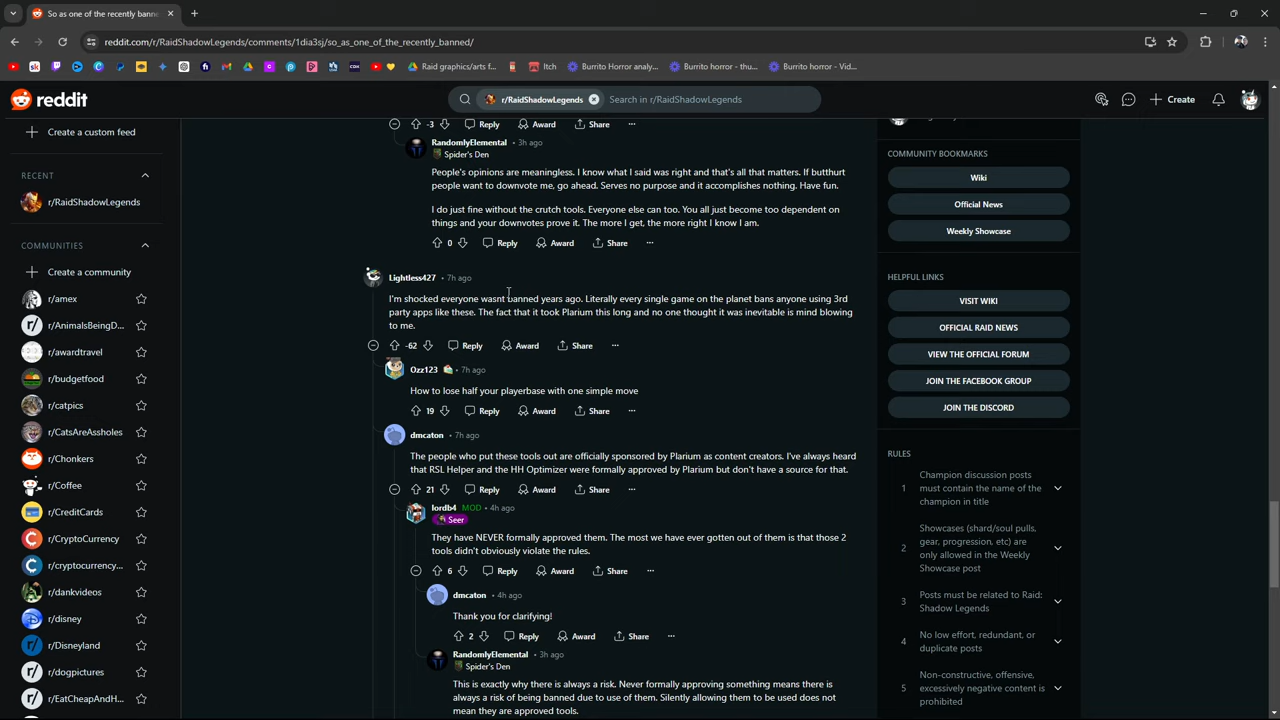 So as one of the recently banne
reddit.com/r/RaidShadowLegends/comments/1dia3sj/so_as_one_of_the_recently_banned/
Raid graphics/arts f...
Itch
Burrito Horror analy...
Burrito horror - thu...
Burrito horror - Vid...
reddit
r/RaidShadowLegends
Search in r/RaidShadowLegends
Create
Create a custom feed
RECENT
r/RaidShadowLegends
COMMUNITIES
Create a community
r/amex
r/AnimalsBeingD...
r/awardtravel
r/budgetfood
r/catpics
r/CatsAreAssholes
r/Chonkers
r/Coffee
r/CreditCards
r/CryptoCurrency
r/cryptocurrency...
r/dankvideos
r/disney
r/Disneyland
r/dogpictures
r/EatCheapAndH...
-3 Reply Award Share
RandomlyElemental • 3h ago
Spider's Den
People's opinions are meaningless. I know what I said was right and that's all that matters. If butthurt
people want to downvote me, go ahead. Serves no purpose and it accomplishes nothing. Have fun.
I do just fine without the crutch tools. Everyone else can too. You all just become too dependent on
things and your downvotes prove it. The more I get, the more right I know I am.
0 Reply Award Share
Lightless427 • 7h ago
I'm shocked everyone wasnt banned years ago. Literally every single game on the planet bans anyone using 3rd
party apps like these. The fact that it took Plarium this long and no one thought it was inevitable is mind blowing
to me.
-62 Reply Award Share
Ozz123 • 7h ago
How to lose half your playerbase with one simple move
19 Reply Award Share
dmcaton • 7h ago
The people who put these tools out are officially sponsored by Plarium as content creators. I've always heard
that RSL Helper and the HH Optimizer were formally approved by Plarium but don't have a source for that.
21 Reply Award Share
lordb4 MOD • 4h ago
Seer
They have NEVER formally approved them. The most we have ever gotten out of them is that those 2
tools didn't obviously violate the rules.
6 Reply Award Share
dmcaton • 4h ago
Thank you for clarifying!
2 Reply Award Share
RandomlyElemental • 3h ago
Spider's Den
This is exactly why there is always a risk. Never formally approving something means there is
always a risk of being banned due to use of them. Silently allowing them to be used does not
mean they are approved tools.
COMMUNITY BOOKMARKS
Wiki
Official News
Weekly Showcase
HELPFUL LINKS
VISIT WIKI
OFFICIAL RAID NEWS
VIEW THE OFFICIAL FORUM
JOIN THE FACEBOOK GROUP
JOIN THE DISCORD
RULES
1 Champion discussion posts
must contain the name of the
champion in title
2 Showcases (shard/soul pulls,
gear, progression, etc) are
only allowed in the Weekly
Showcase post
3 Posts must be related to Raid:
Shadow Legends
4 No low effort, redundant, or
duplicate posts
5 Non-constructive, offensive,
excessively negative content is
prohibited